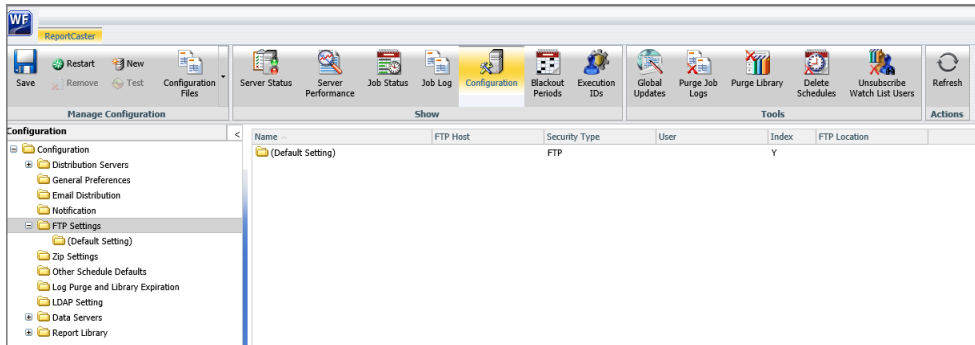 WF
ReportCaster
Save
Restart
New
Remove
Test
Configuration
Files
Manage Configuration
Server Status
Server
Performance
Job Status
Job Log
Configuration
Blackout
Periods
Execution
IDs
Show
Global
Updates
Purge Job
Logs
Purge Library
Delete
Schedules
Unsubscribe
Watch List Users
Tools
Refresh
Actions
Configuration <
Name FTP Host Security Type User Index FTP Location
(Default Setting) FTP Y
Configuration
Distribution Servers
General Preferences
Email Distribution
Notification
FTP Settings
(Default Setting)
Zip Settings
Other Schedule Defaults
Log Purge and Library Expiration
LDAP Setting
Data Servers
Report Library